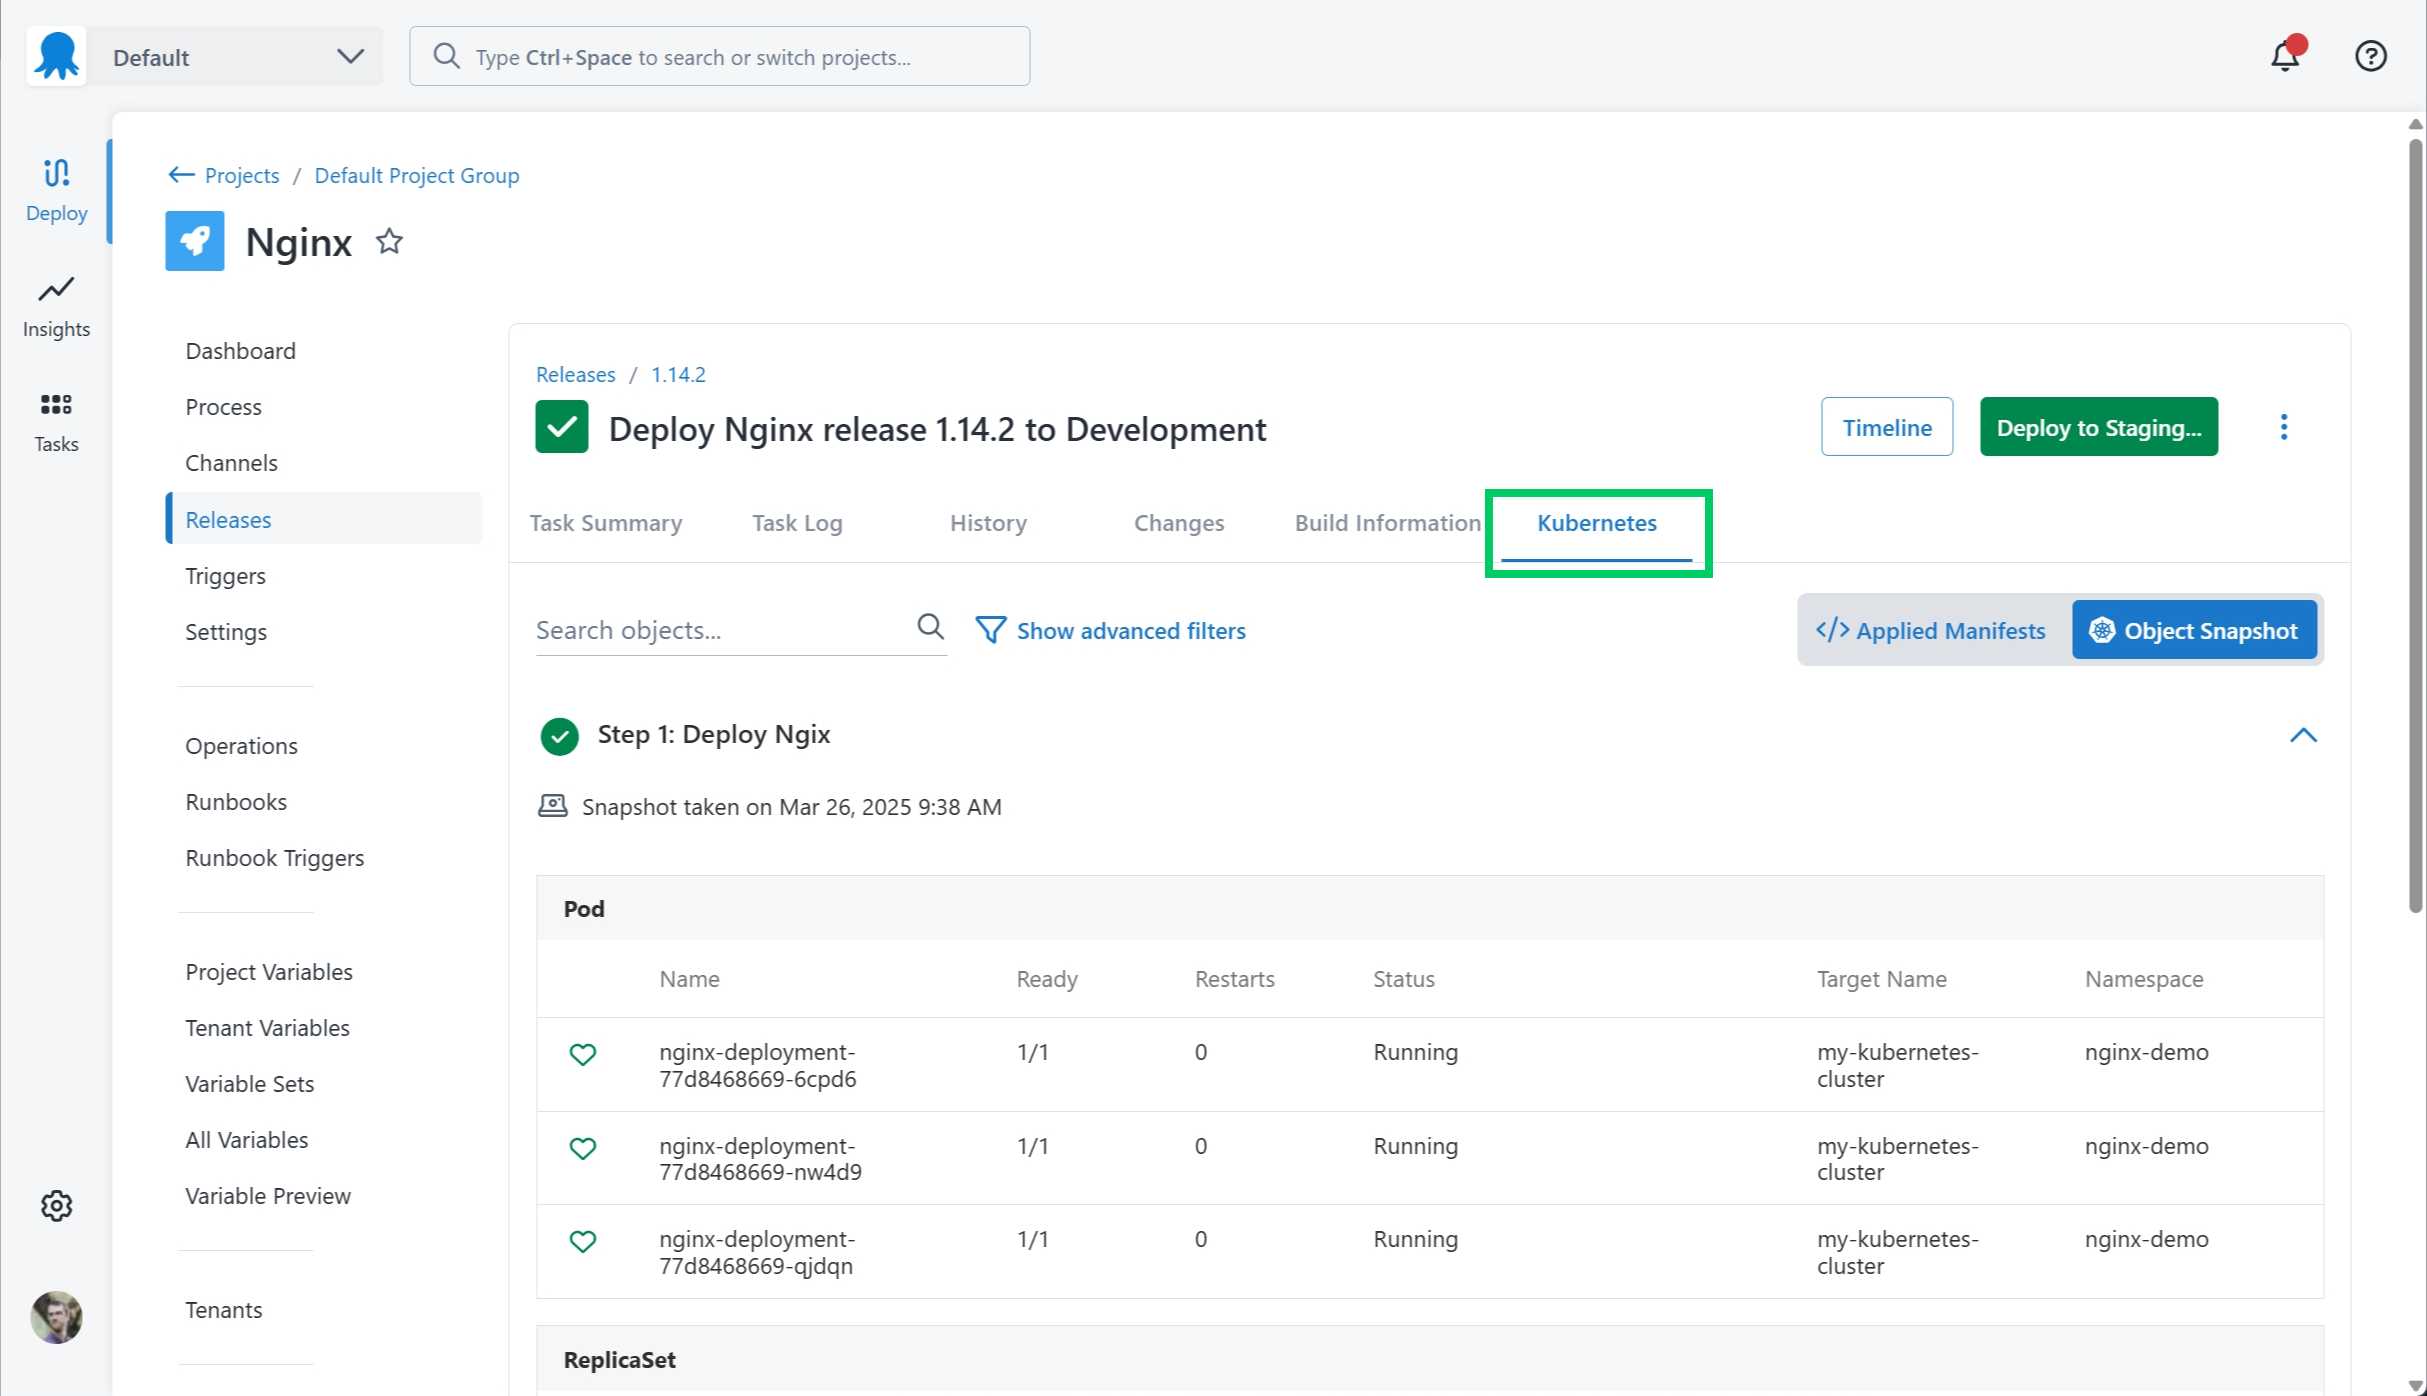 Default
Type Ctrl+Space to search or switch projects...
Deploy
Insights
Tasks
Projects / Default Project Group
Nginx
Dashboard
Process
Channels
Releases
Triggers
Settings
Operations
Runbooks
Runbook Triggers
Project Variables
Tenant Variables
Variable Sets
All Variables
Variable Preview
Tenants
Releases / 1.14.2
Deploy Nginx release 1.14.2 to Development
Timeline
Deploy to Staging...
Task Summary Task Log History Changes Build Information Kubernetes
Search objects...
Show advanced filters
Applied Manifests
Object Snapshot
Step 1: Deploy Ngix
Snapshot taken on Mar 26, 2025 9:38 AM
Pod
Name Ready Restarts Status Target Name Namespace
nginx-deployment- 1/1 0 Running my-kubernetes- nginx-demo
77d8468669-6cpd6 cluster
nginx-deployment- 1/1 0 Running my-kubernetes- nginx-demo
77d8468669-nw4d9 cluster
nginx-deployment- 1/1 0 Running my-kubernetes- nginx-demo
77d8468669-qjdqn cluster
ReplicaSet